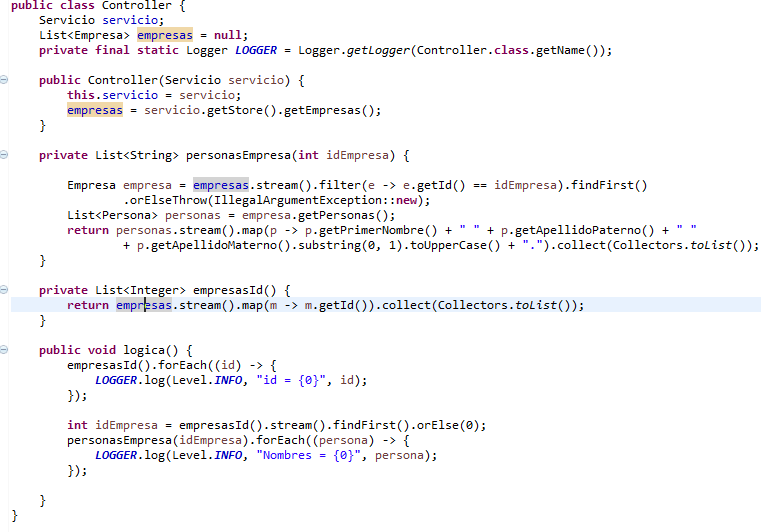 public class Controller {
    Servicio servicio;
    List<Empresa> empresas = null;
    private final static Logger LOGGER = Logger.getLogger(Controller.class.getName());
    public Controller(Servicio servicio) {
        this.servicio = servicio;
        empresas = servicio.getStore().getEmpresas();
    }
    private List<String> personasEmpresa(int idEmpresa) {
        Empresa empresa = empresas.stream().filter(e -> e.getId() == idEmpresa).findFirst()
                .orElseThrow(IllegalArgumentException::new);
        List<Persona> personas = empresa.getPersonas();
        return personas.stream().map(p -> p.getPrimerNombre() + " " + p.getApellidoPaterno() + " "
                + p.getApellidoMaterno().substring(0, 1).toUpperCase() + ".").collect(Collectors.toList());
    }
    private List<Integer> empresasId() {
        return empresas.stream().map(m -> m.getId()).collect(Collectors.toList());
    }
    public void logica() {
        empresasId().forEach((id) -> {
            LOGGER.log(Level.INFO, "id = {0}", id);
        });
        int idEmpresa = empresasId().stream().findFirst().orElse(0);
        personasEmpresa(idEmpresa).forEach((persona) -> {
            LOGGER.log(Level.INFO, "Nombres = {0}", persona);
        });
    }
}